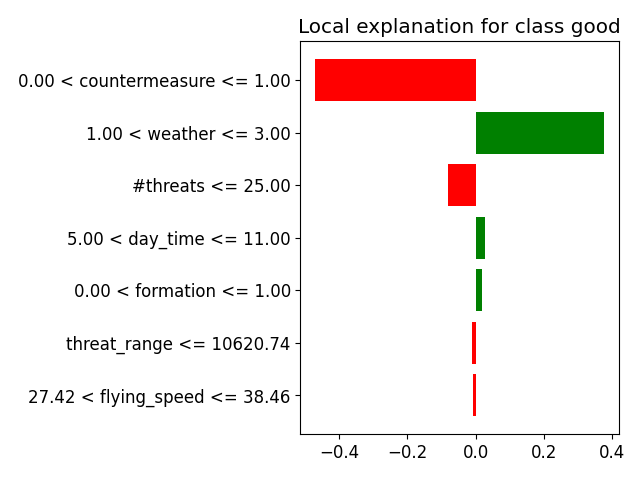 Local explanation for class good
0.00 < countermeasure <= 1.00
1.00 < weather <= 3.00
#threats <= 25.00
5.00 < day_time <= 11.00
0.00 < formation <= 1.00
threat_range <= 10620.74
27.42 < flying_speed <= 38.46
−0.4 −0.2 0.0 0.2 0.4